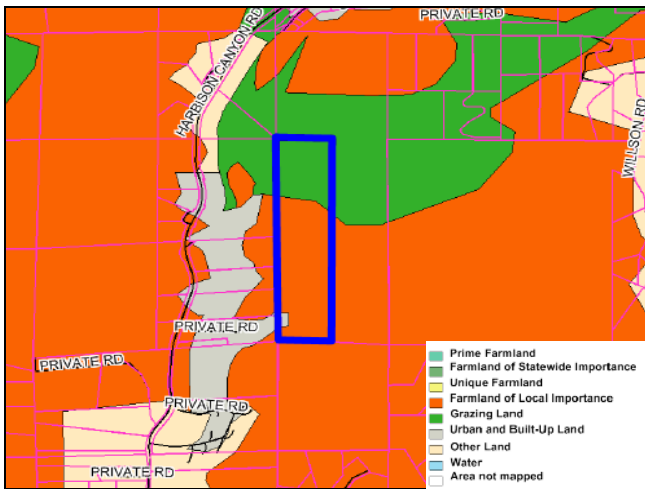 PRIVATE RD
HARBISON CANYON RD
WILLSON RD
PRIVATE RD
PRIVATE RD
PRIVATE RD
PRIVATE RD
Prime Farmland
Farmland of Statewide Importance
Unique Farmland
Farmland of Local Importance
Grazing Land
Urban and Built-Up Land
Other Land
Water
Area not mapped